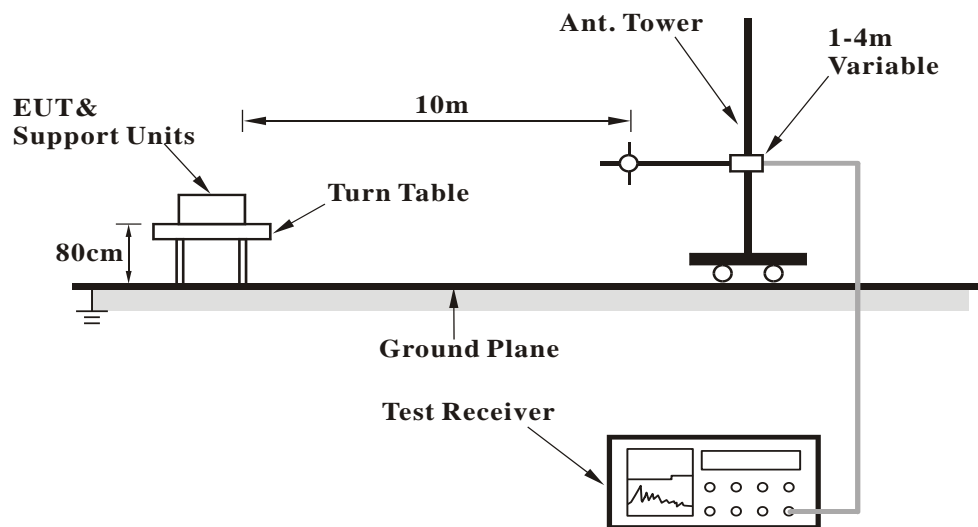 Ant. Tower
1-4m
Variable
EUT&
Support Units
10m
Turn Table
80cm
Ground Plane
Test Receiver